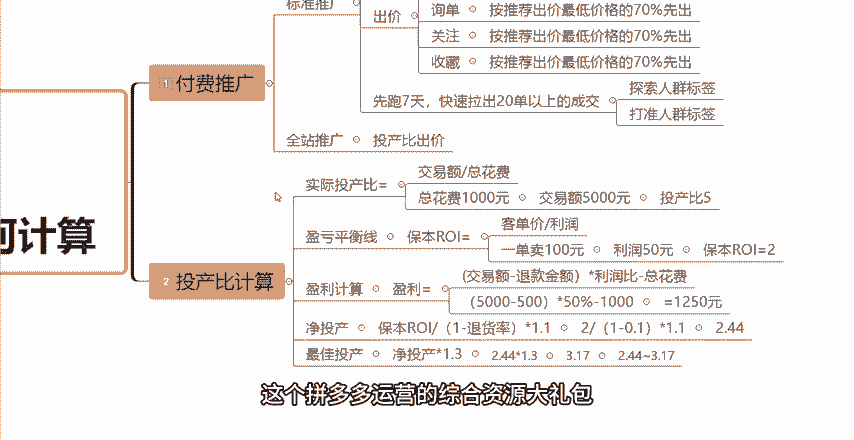 标准推广
出价
询单 按推荐出价最低价格的70%先出
关注 按推荐出价最低价格的70%先出
收藏 按推荐出价最低价格的70%先出
1 付费推广
先跑7天，快速拉出20单以上的成交
探索人群标签
打准人群标签
全站推广 投产比出价
何计算
2 投产比计算
实际投产比=
交易额/总花费
总花费1000元 交易额5000元 投产比5
盈亏平衡线 保本ROI=
客单价/利润
一单卖100元 利润50元 保本ROI=2
盈利计算 盈利=
(交易额-退款金额）*利润比-总花费
（5000-500）*50%-1000 =1250元
净投产 保本ROI/（1-退货率）*1.1 2/（1-0.1）*1.1 2.44
最佳投产 净投产*1.3 2.44*1.3 3.17 2.44~3.17
这个拼多多运营的综合资源大礼包